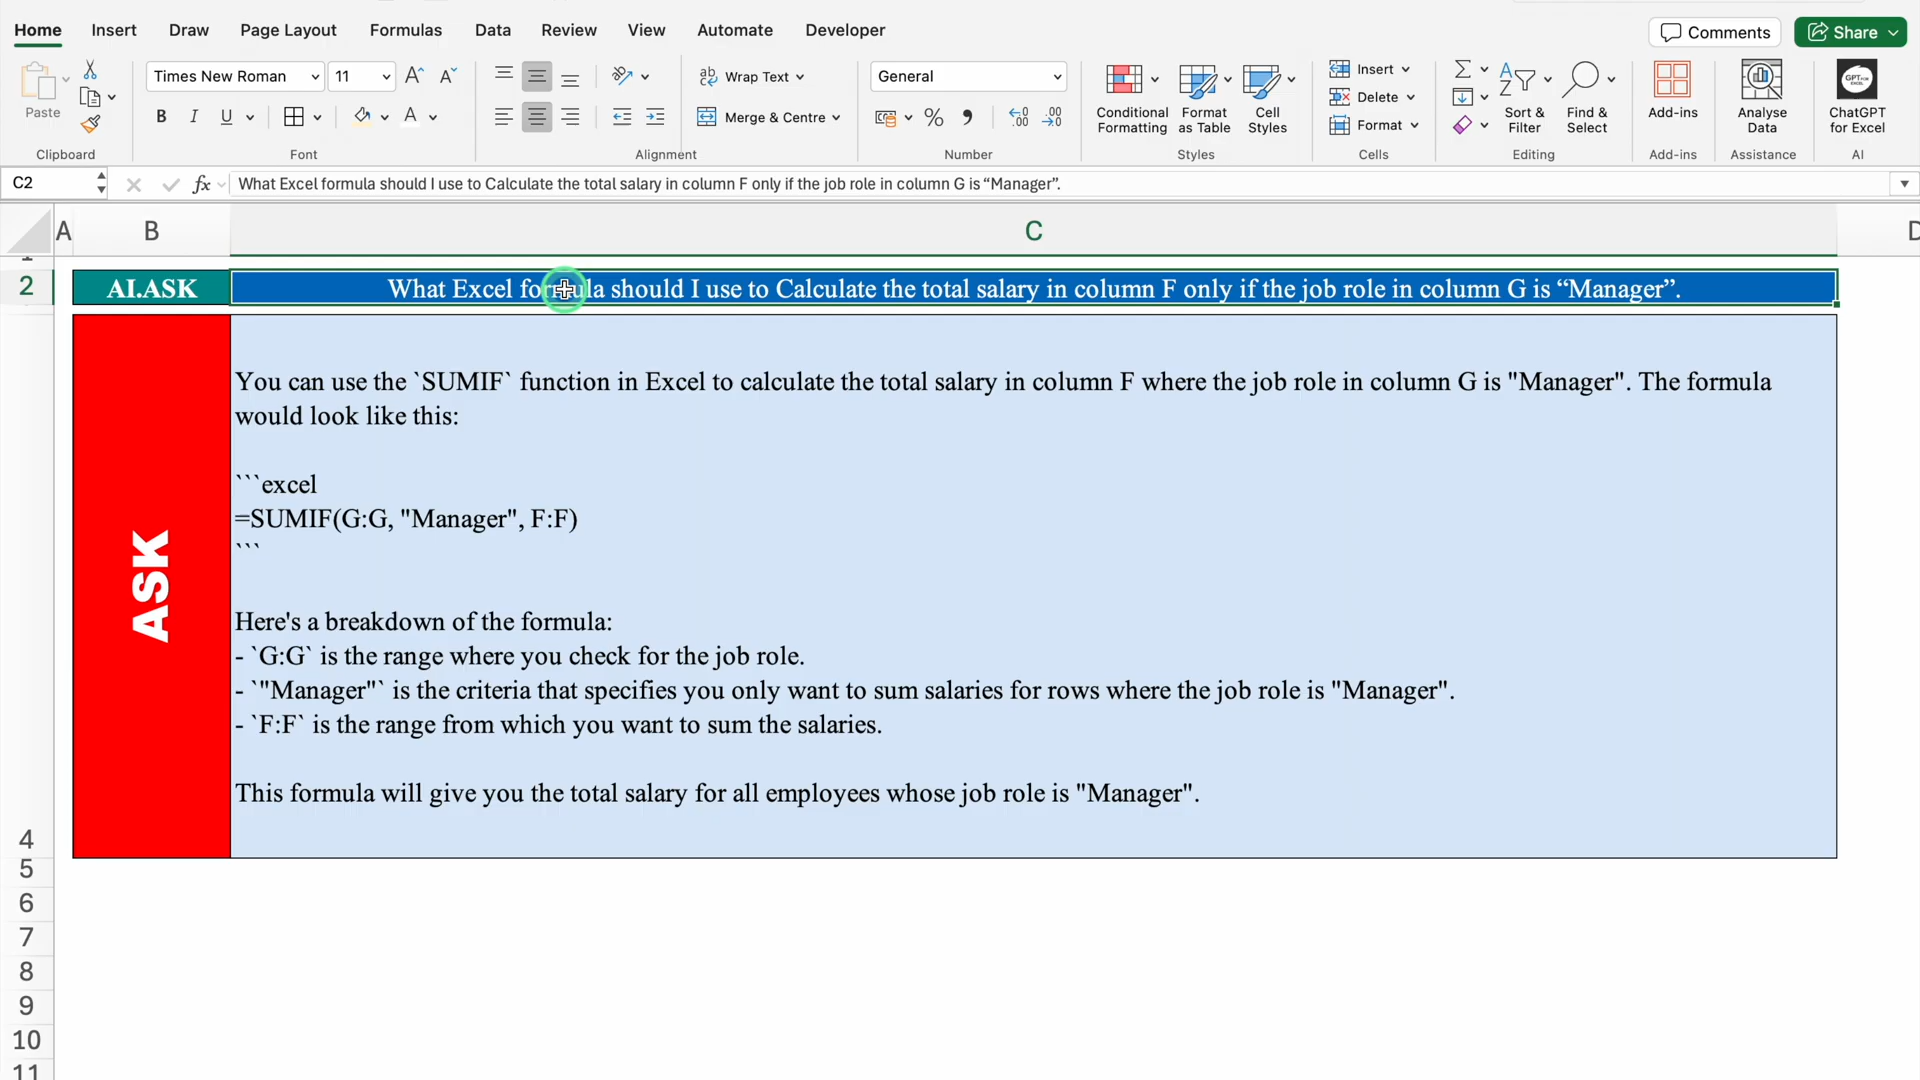 Home Insert Draw Page Layout Formulas Data Review View Automate Developer Comments Share
Times New Roman 11 Wrap Text General Insert
Delete
Format
Paste Merge & Centre Conditional Formatting Format as Table Cell Styles Sort & Filter Find & Select Add-ins Analyse Data ChatGPT for Excel
Clipboard Font Alignment Number Styles Cells Editing Add-ins Assistance AI
C2 fx What Excel formula should I use to Calculate the total salary in column F only if the job role in column G is “Manager”.
A B C D
1
2 AI.ASK What Excel formula should I use to Calculate the total salary in column F only if the job role in column G is “Manager”.
ASK
You can use the `SUMIF` function in Excel to calculate the total salary in column F where the job role in column G is "Manager". The formula
would look like this:
```excel
=SUMIF(G:G, "Manager", F:F)
```
Here's a breakdown of the formula:
- `G:G` is the range where you check for the job role.
- `"Manager"` is the criteria that specifies you only want to sum salaries for rows where the job role is "Manager".
- `F:F` is the range from which you want to sum the salaries.
This formula will give you the total salary for all employees whose job role is "Manager".
4
5
6
7
8
9
10
11